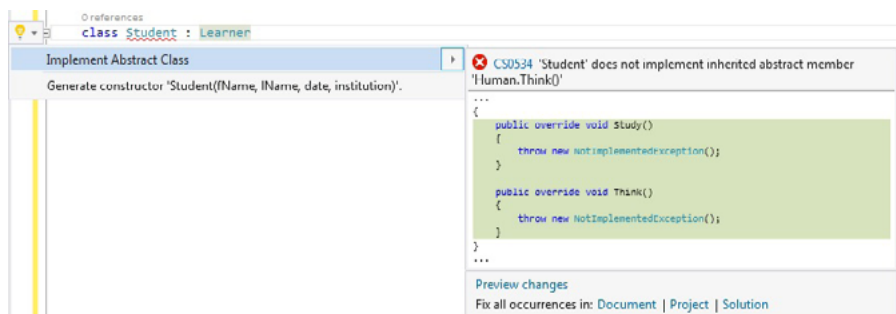 0 references
class Student : Learner
Implement Abstract Class
Generate constructor 'Student(fName, lName, date, institution)'.
CS0534 'Student' does not implement inherited abstract member
'Human.Think()'
...
{
public override void Study()
{
throw new NotImplementedException();
}
public override void Think()
{
throw new NotImplementedException();
}
}
...
Preview changes
Fix all occurrences in: Document | Project | Solution